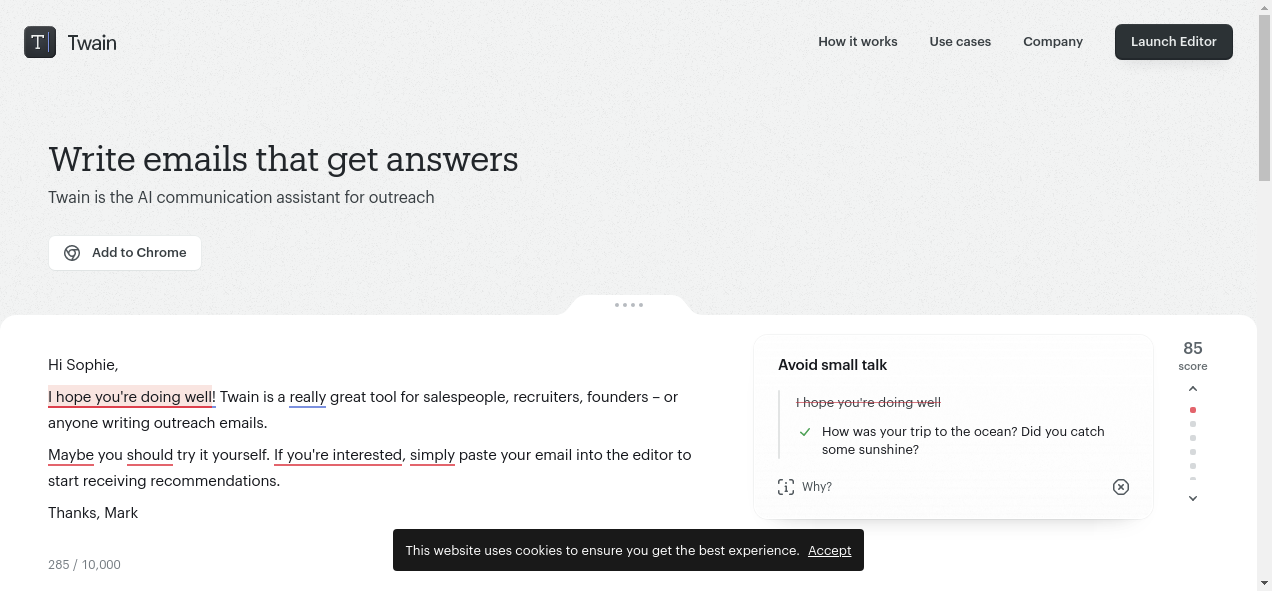 T Twain
How it works
Use cases
Company
Launch Editor
Write emails that get answers
Twain is the AI communication assistant for outreach
Add to Chrome
Hi Sophie,
I hope you're doing well! Twain is a really great tool for salespeople, recruiters, founders – or
anyone writing outreach emails.
Maybe you should try it yourself. If you're interested, simply paste your email into the editor to
start receiving recommendations.
Thanks, Mark
285 / 10,000
Avoid small talk
I hope you're doing well
How was your trip to the ocean? Did you catch
some sunshine?
Why?
85
score
This website uses cookies to ensure you get the best experience. Accept